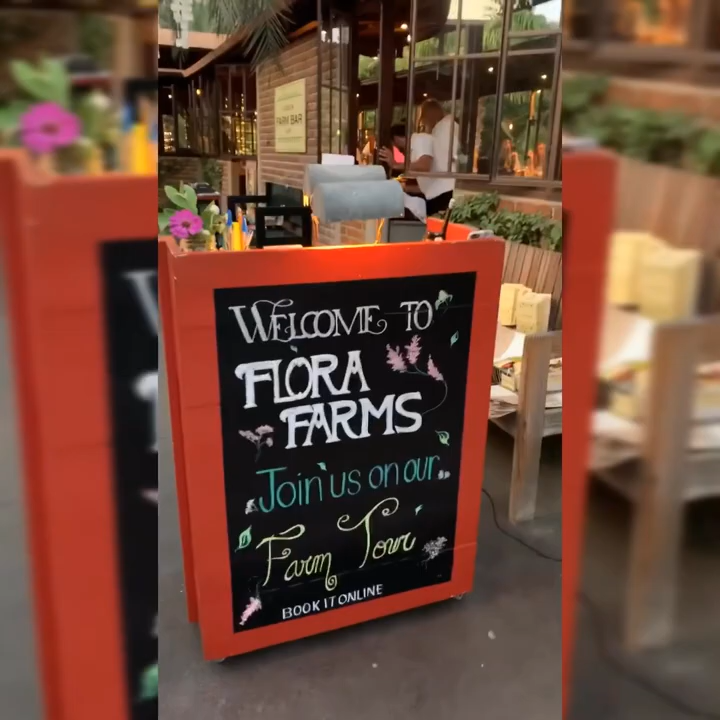 FARM BAR
WELCOME TO
FLORA
FARMS
Join us on our
Farm Tour
BOOK IT ONLINE